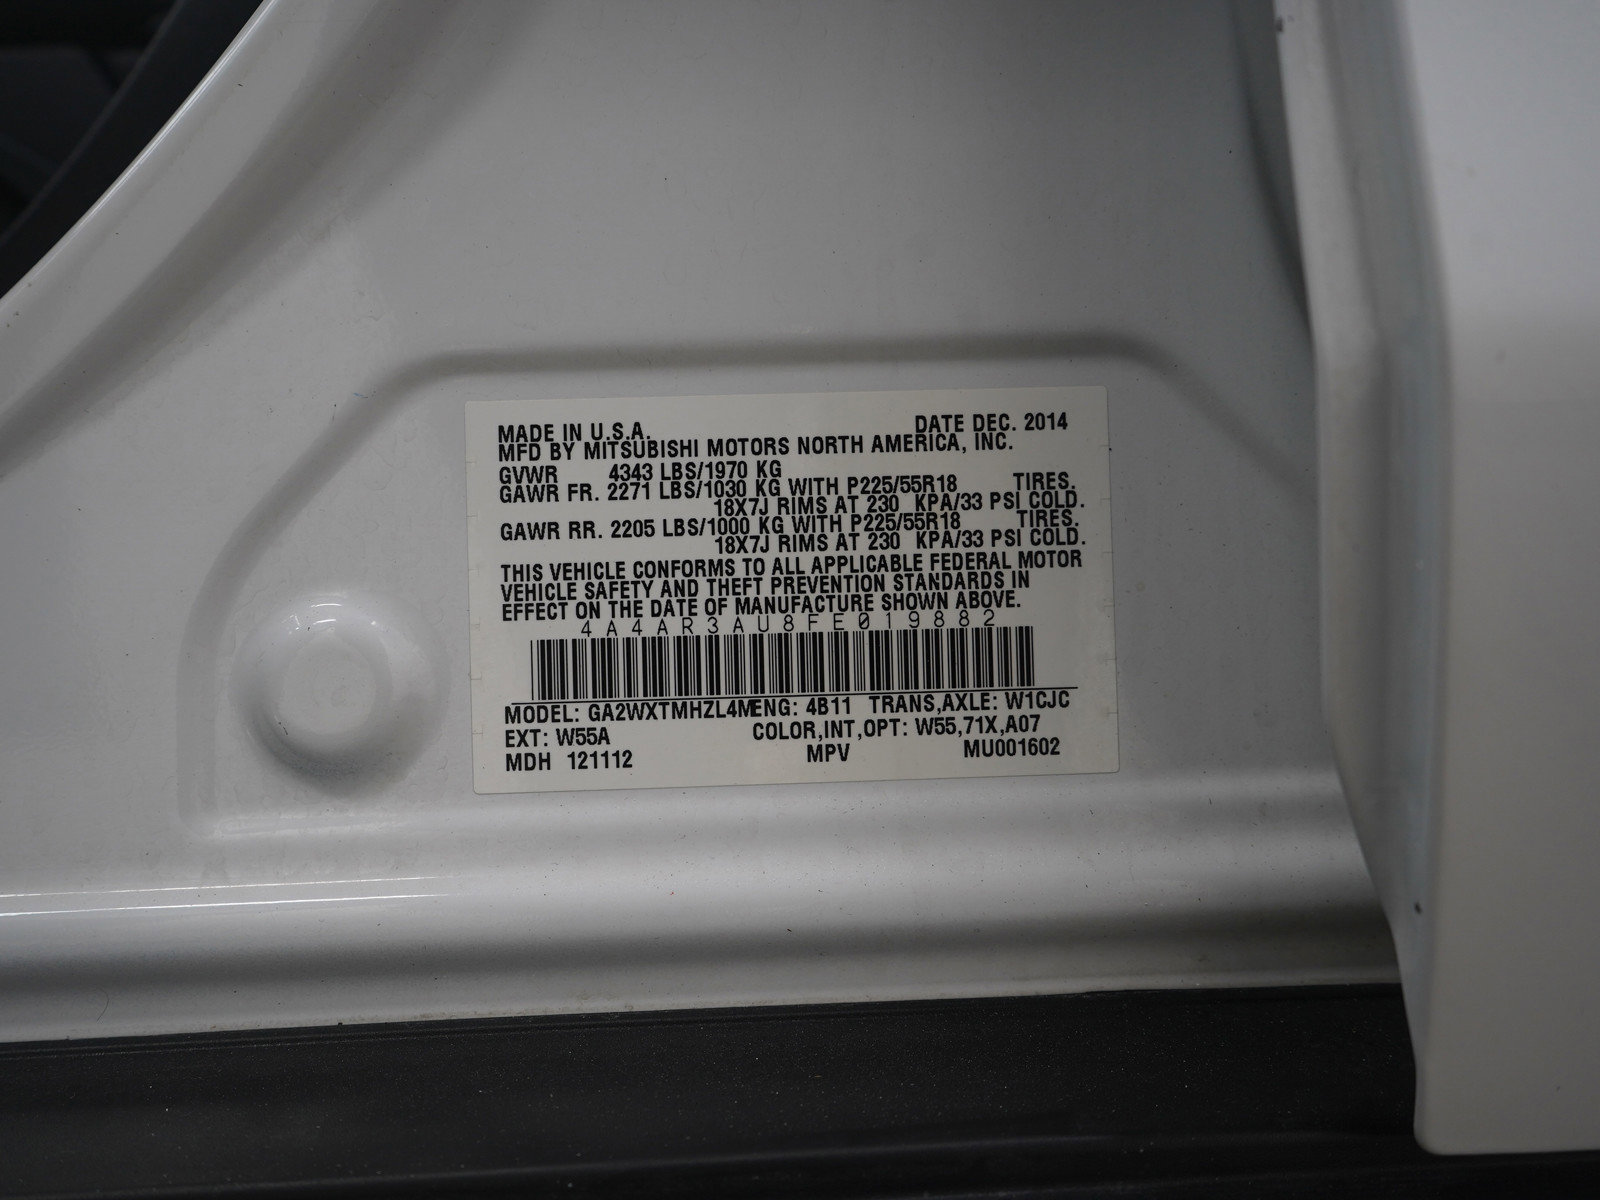 MADE IN U.S.A. DATE DEC. 2014
MFD BY MITSUBISHI MOTORS NORTH AMERICA, INC.
GVWR 4343 LBS/1970 KG
GAWR FR. 2271 LBS/1030 KG WITH P225/55R18 TIRES.
18X7J RIMS AT 230 KPA/33 PSI COLD.
GAWR RR. 2205 LBS/1000 KG WITH P225/55R18 TIRES.
18X7J RIMS AT 230 KPA/33 PSI COLD.
THIS VEHICLE CONFORMS TO ALL APPLICABLE FEDERAL MOTOR
VEHICLE SAFETY AND THEFT PREVENTION STANDARDS IN
EFFECT ON THE DATE OF MANUFACTURE SHOWN ABOVE.
4A4AR3AU8FE019882
MODEL: GA2WXTMHZL4M ENG: 4B11 TRANS,AXLE: W1CJC
EXT: W55A COLOR,INT,OPT: W55,71X,A07
MDH 121112 MPV MU001602